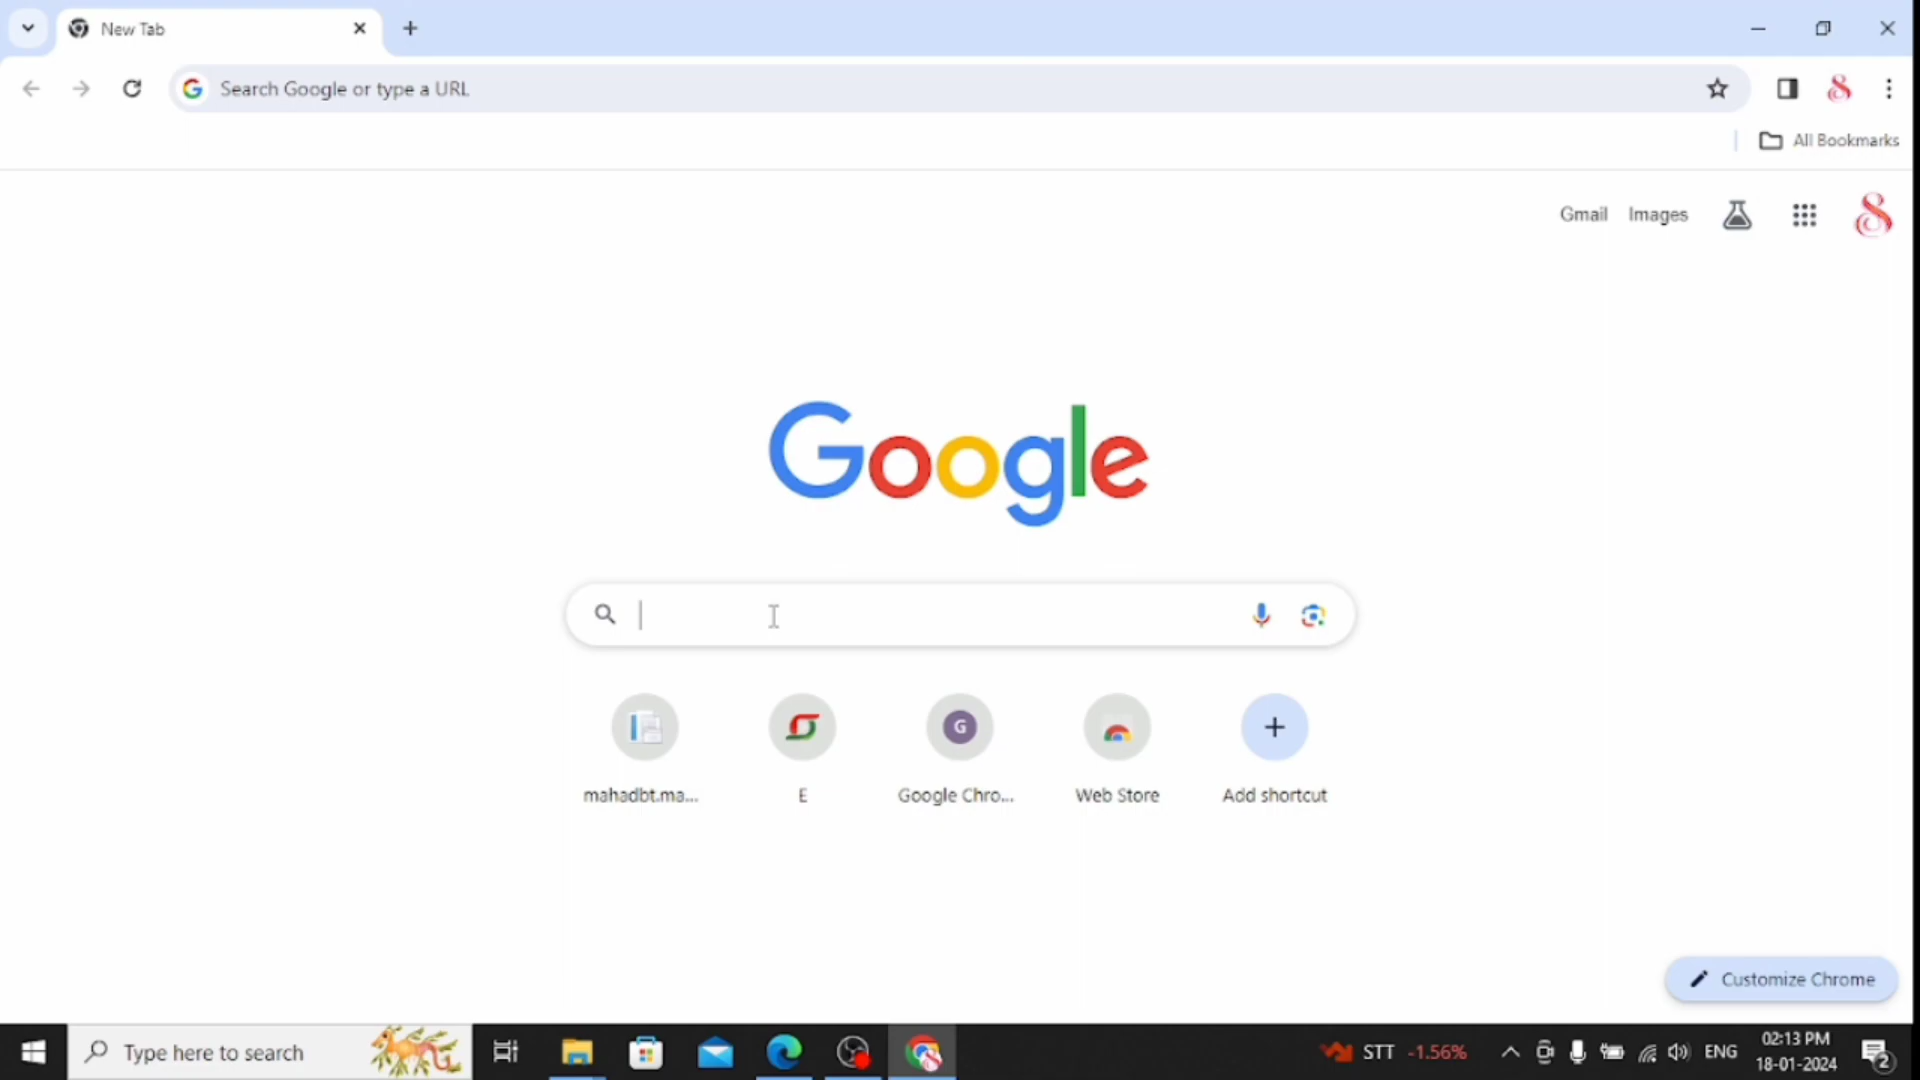 New Tab
Search Google or type a URL
All Bookmarks
Gmail Images
Google
mahadbt.ma... E Google Chro... Web Store Add shortcut
G
Customize Chrome
Type here to search
STT -1.56%
ENG
02:13 PM
18-01-2024
2